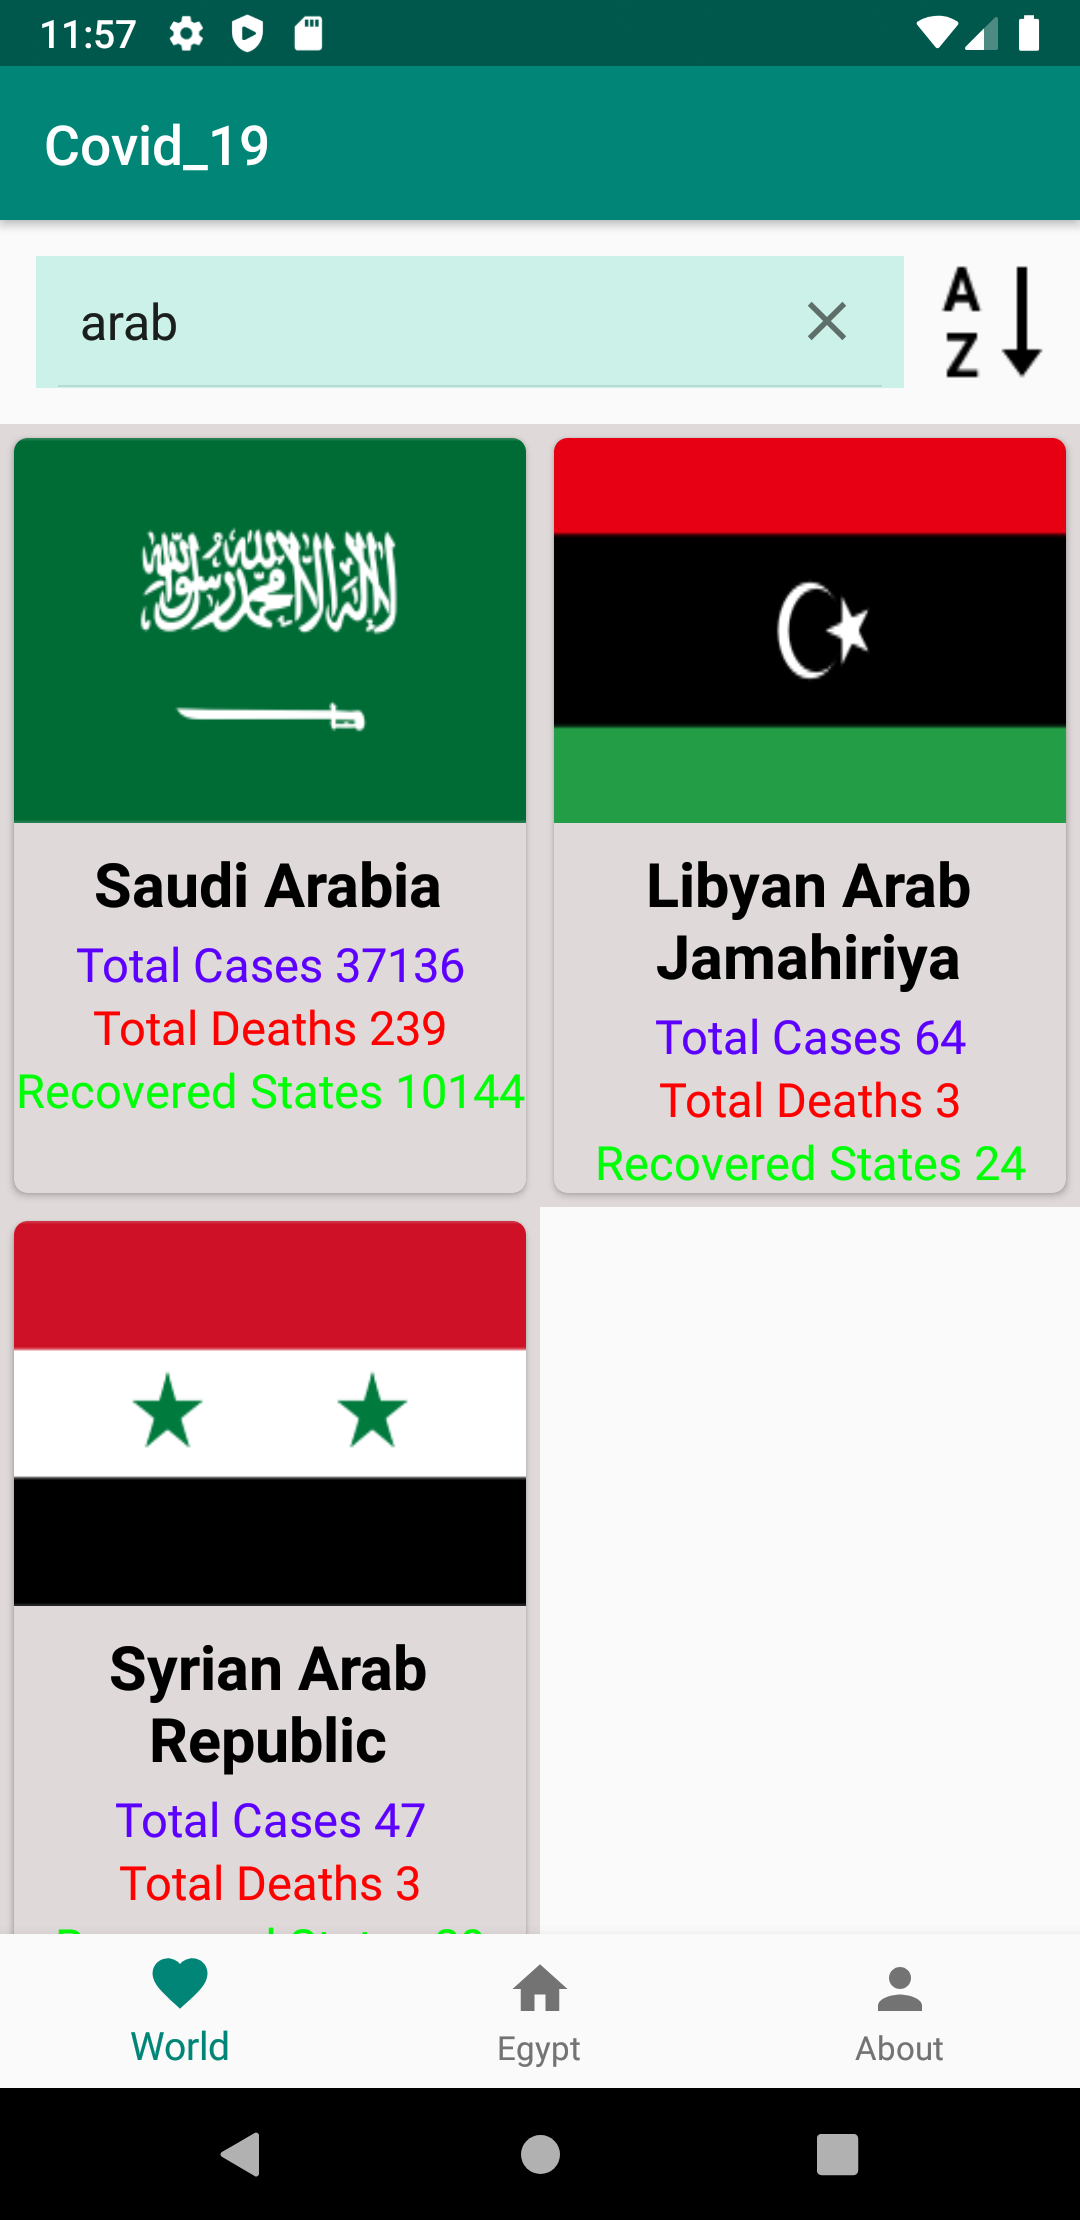 11:57
Covid_19
arab
A
Z
لا إله إلا الله محمد رسول الله
Saudi Arabia
Total Cases 37136
Total Deaths 239
Recovered States 10144
Libyan Arab
Jamahiriya
Total Cases 64
Total Deaths 3
Recovered States 24
Syrian Arab
Republic
Total Cases 47
Total Deaths 3
World
Egypt
About